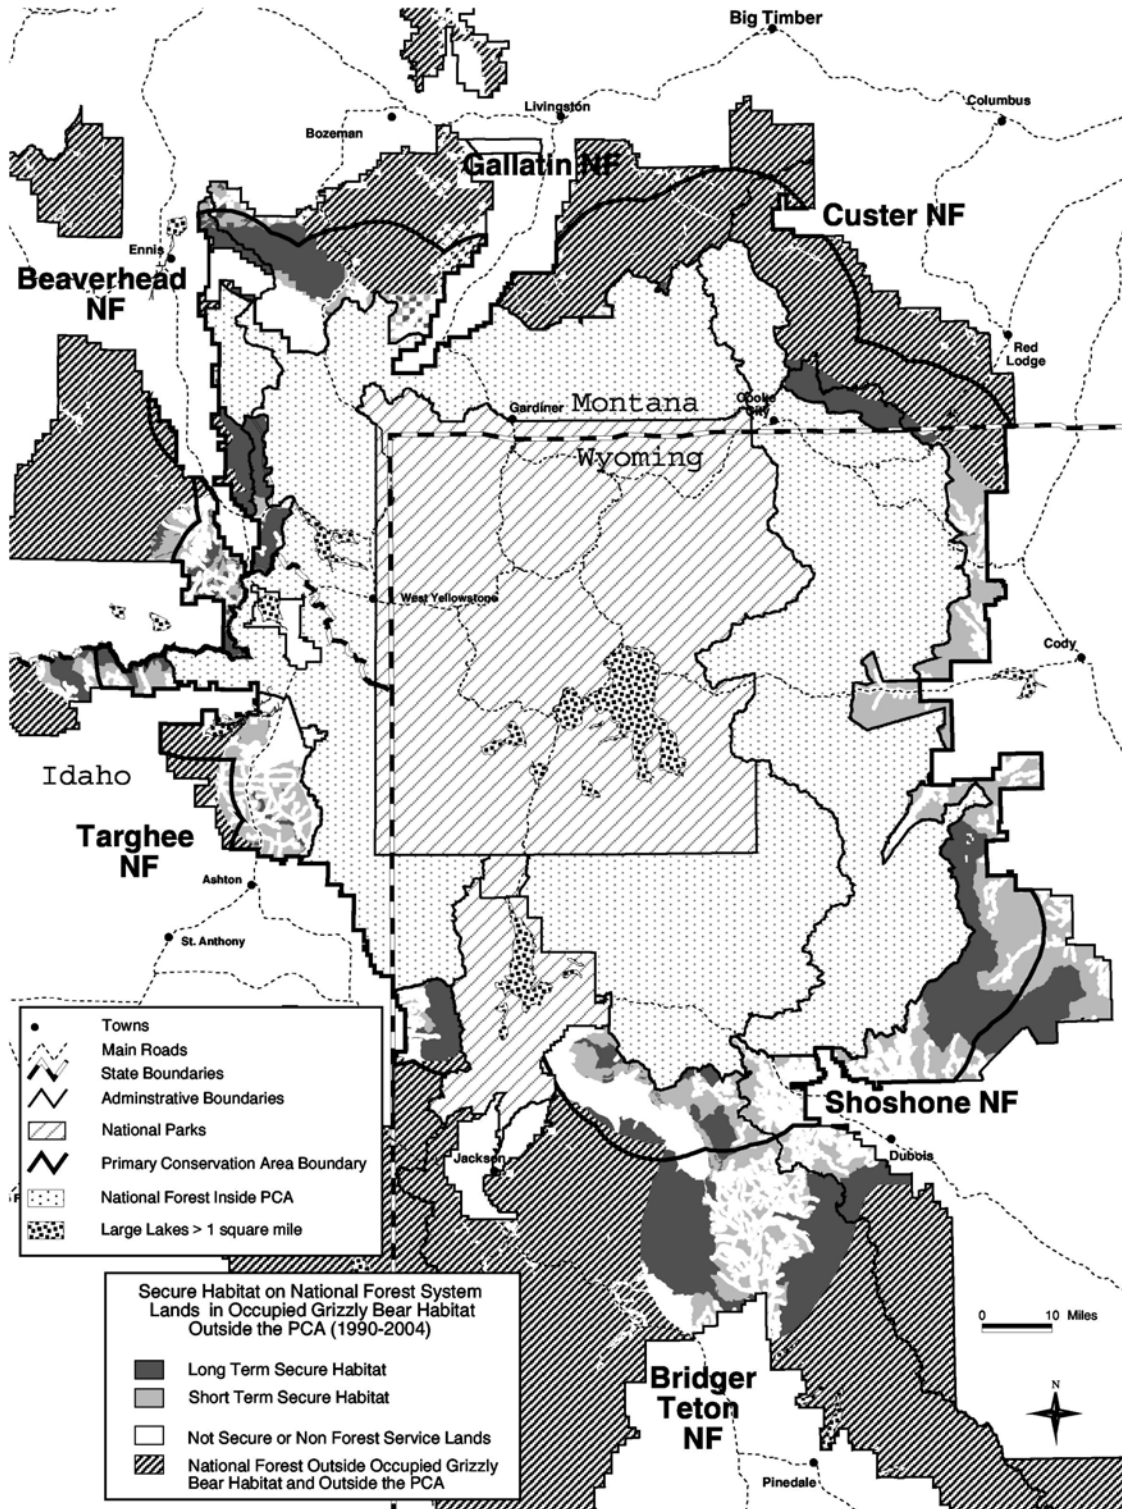 Big Timber
Columbus
Livingston
Bozeman
Gallatin NF
Custer NF
Ennis
Beaverhead
NF
Red
Lodge
Gardiner
Montana
Cooke
City
Wyoming
West Yellowstone
Cody
Idaho
Targhee
NF
Ashton
St. Anthony
Towns
Main Roads
State Boundaries
Adminstrative Boundaries
National Parks
Primary Conservation Area Boundary
National Forest Inside PCA
Large Lakes > 1 square mile
Shoshone NF
Dubois
Jackson
Secure Habitat on National Forest System
Lands in Occupied Grizzly Bear Habitat
Outside the PCA (1990-2004)
Long Term Secure Habitat
Short Term Secure Habitat
Not Secure or Non Forest Service Lands
National Forest Outside Occupied Grizzly
Bear Habitat and Outside the PCA
0 10 Miles
Bridger
Teton
NF
N
Pinedale